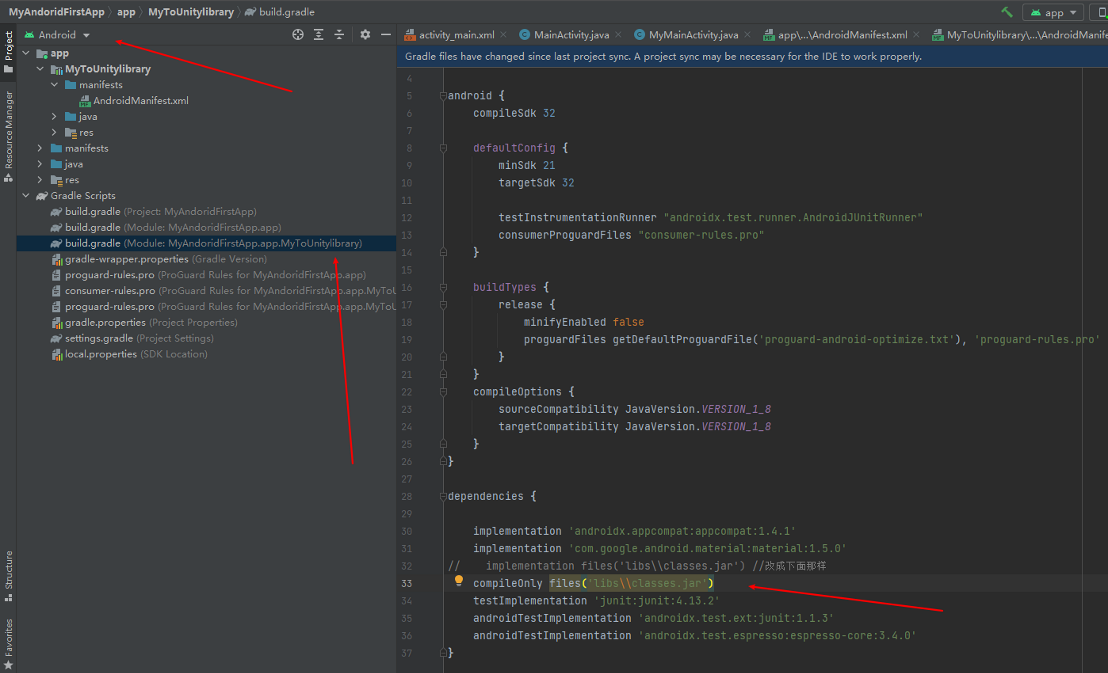 MyAndoridFirstApp › app › MyToUnitylibrary › build.gradle
app
Project
Resource Manager
Structure
Favorites
Android
app
MyToUnitylibrary
manifests
AndroidManifest.xml
java
res
manifests
java
res
Gradle Scripts
build.gradle (Project: MyAndoridFirstApp)
build.gradle (Module: MyAndoridFirstApp.app)
build.gradle (Module: MyAndoridFirstApp.app.MyToUnitylibrary)
gradle-wrapper.properties (Gradle Version)
proguard-rules.pro (ProGuard Rules for MyAndoridFirstApp.app)
consumer-rules.pro (ProGuard Rules for MyAndoridFirstApp.app.MyToU
proguard-rules.pro (ProGuard Rules for MyAndoridFirstApp.app.MyToU
gradle.properties (Project Properties)
settings.gradle (Project Settings)
local.properties (SDK Location)
activity_main.xml
MainActivity.java
MyMainActivity.java
app\...\AndroidManifest.xml
MyToUnitylibrary\...\AndroidManife
Gradle files have changed since last project sync. A project sync may be necessary for the IDE to work properly.
4
5 android {
6 compileSdk 32
7
8 defaultConfig {
9 minSdk 21
10 targetSdk 32
11
12 testInstrumentationRunner "androidx.test.runner.AndroidJUnitRunner"
13 consumerProguardFiles "consumer-rules.pro"
14 }
15
16 buildTypes {
17 release {
18 minifyEnabled false
19 proguardFiles getDefaultProguardFile('proguard-android-optimize.txt'), 'proguard-rules.pro'
20 }
21 }
22 compileOptions {
23 sourceCompatibility JavaVersion.VERSION_1_8
24 targetCompatibility JavaVersion.VERSION_1_8
25 }
26 }
27
28 dependencies {
29
30 implementation 'androidx.appcompat:appcompat:1.4.1'
31 implementation 'com.google.android.material:material:1.5.0'
32 // implementation files('libs\\classes.jar') //改成下面那样
33 compileOnly files('libs\\classes.jar')
34 testImplementation 'junit:junit:4.13.2'
35 androidTestImplementation 'androidx.test.ext:junit:1.1.3'
36 androidTestImplementation 'androidx.test.espresso:espresso-core:3.4.0'
37 }